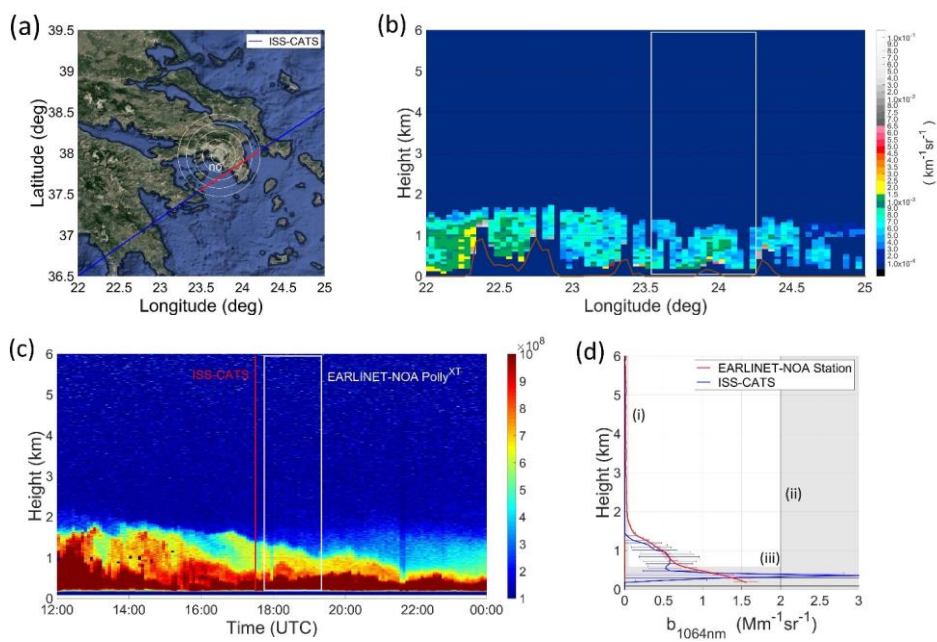 (a)
ISS-CATS
39.5
39
38.5
38
37.5
37
36.5
22 22.5 23 23.5 24 24.5 25
Latitude (deg)
Longitude (deg)
no
(b)
6
5
4
3
2
1
0
22 22.5 23 23.5 24 24.5 25
Height (km)
Longitude (deg)
( km⁻¹sr⁻¹ )
(c)
ISS-CATS
EARLINET-NOA Polly^XT
6
5
4
3
2
1
0
12:00 14:00 16:00 18:00 20:00 22:00 00:00
Height (km)
Time (UTC)
×10⁸
10
9
8
7
6
5
4
3
2
1
(d)
EARLINET-NOA Station
ISS-CATS
(i)
(ii)
(iii)
6
5
4
3
2
1
0
0 0.5 1 1.5 2 2.5 3
Height (km)
b1064nm (Mm⁻¹sr⁻¹)